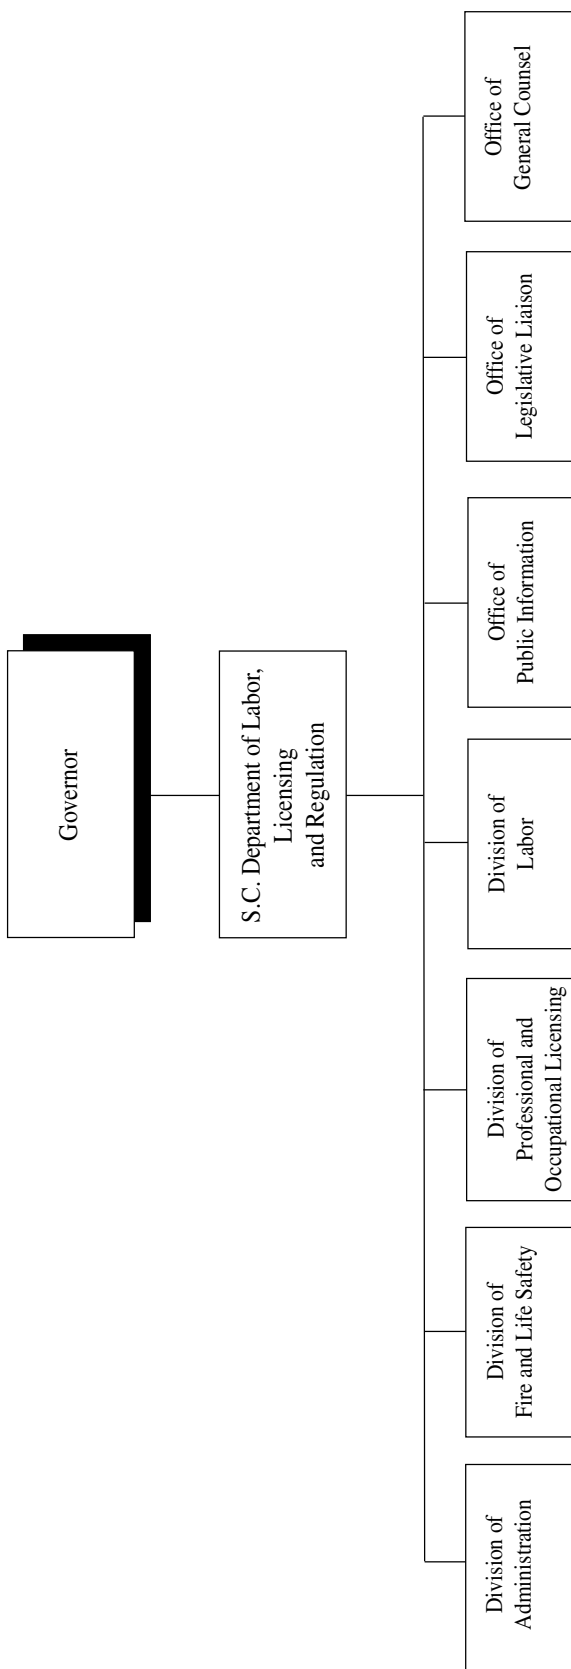 Governor
S.C. Department of Labor,
Licensing
and Regulation
Division of
Administration
Division of
Fire and Life Safety
Division of
Professional and
Occupational Licensing
Division of
Labor
Office of
Public Information
Office of
Legislative Liaison
Office of
General Counsel